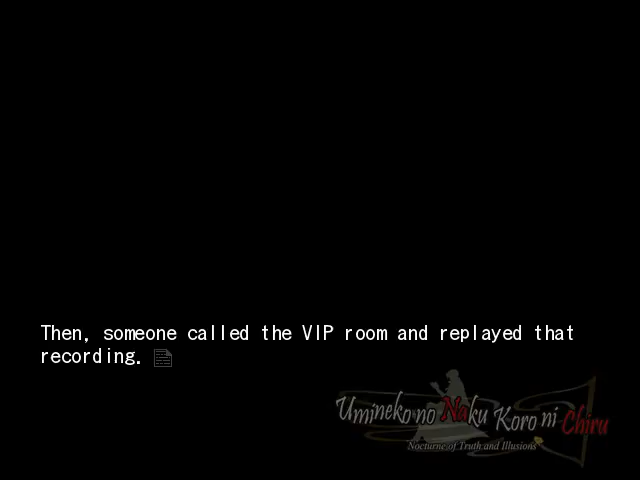 Then, someone called the VIP room and replayed that
recording.
Umineko no Naku Koro ni Chiru
Nocturne of Truth and Illusions